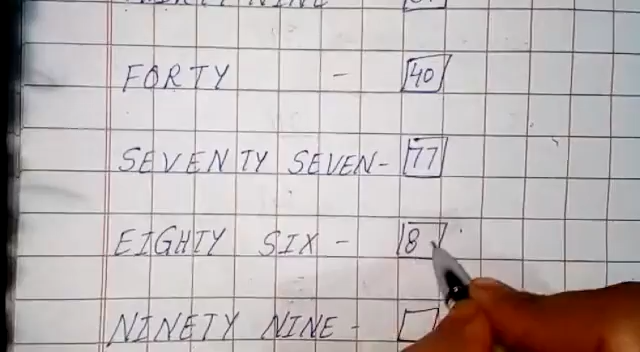 FORTY - 40
SEVENTY SEVEN - 77
EIGHTY SIX - 8
NINETY NINE -